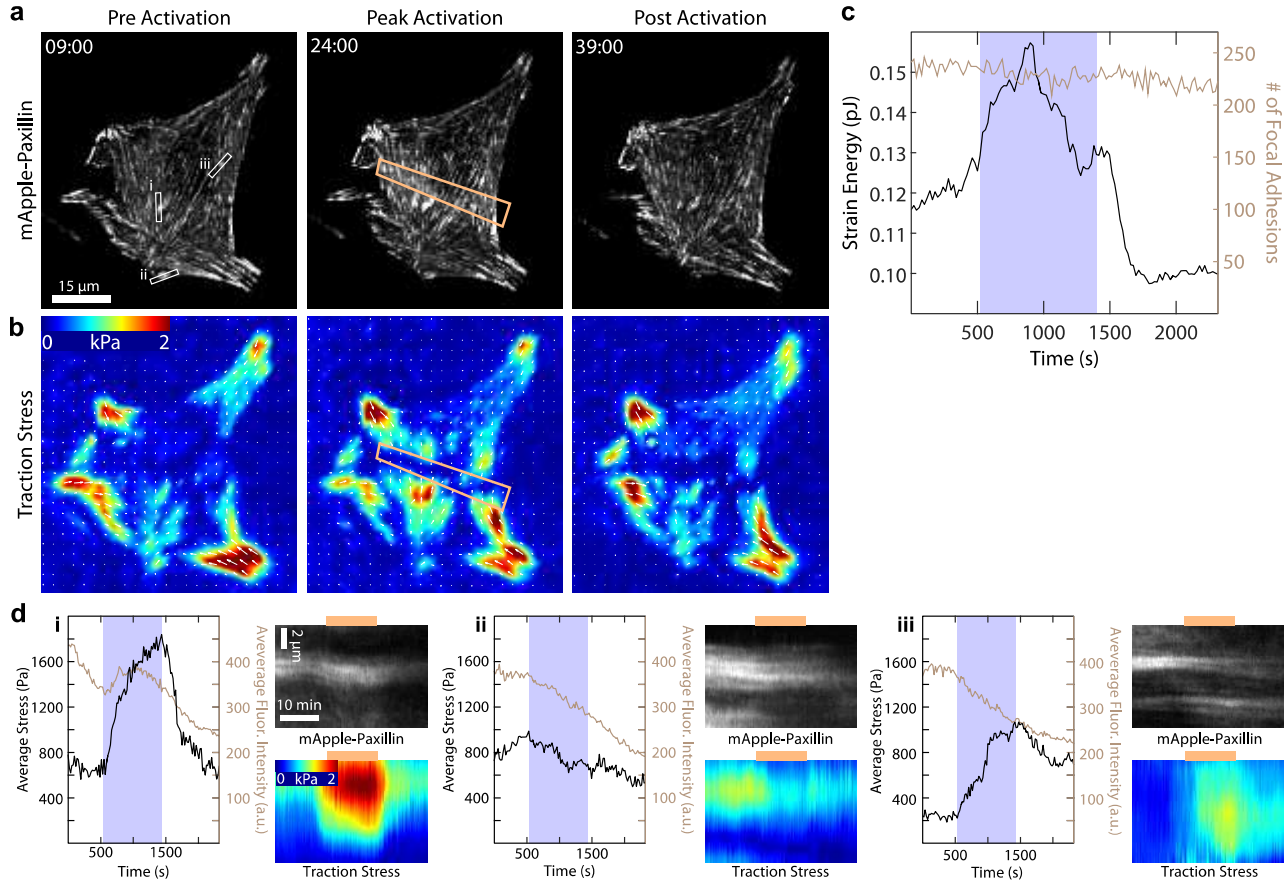 a
Pre Activation
Peak Activation
Post Activation
mApple-Paxillin
09:00
24:00
39:00
i
ii
iii
15 μm
b
Traction Stress
0 kPa 2
c
Strain Energy (pJ)
0.15
0.14
0.13
0.12
0.11
0.10
# of Focal Adhesions
250
200
150
100
50
500 1000 1500 2000
Time (s)
d
i
Average Stress (Pa)
1600
1200
800
400
Aveverage Fluor. Intensity (a.u.)
400
300
200
100
500 1500
Time (s)
2 μm
10 min
mApple-Paxillin
0 kPa 2
Traction Stress
ii
Average Stress (Pa)
1600
1200
800
400
Aveverage Fluor. Intensity (a.u.)
400
300
200
100
500 1500
Time (s)
mApple-Paxillin
Traction Stress
iii
Average Stress (Pa)
1600
1200
800
400
Aveverage Fluor. Intensity (a.u.)
400
300
200
100
500 1500
Time (s)
mApple-Paxillin
Traction Stress